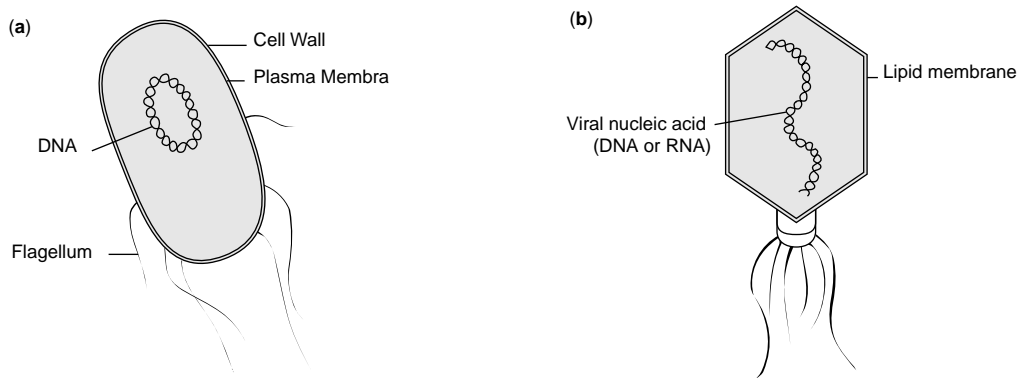 (a)
Cell Wall
Plasma Membra
DNA
Flagellum
(b)
Lipid membrane
Viral nucleic acid
(DNA or RNA)